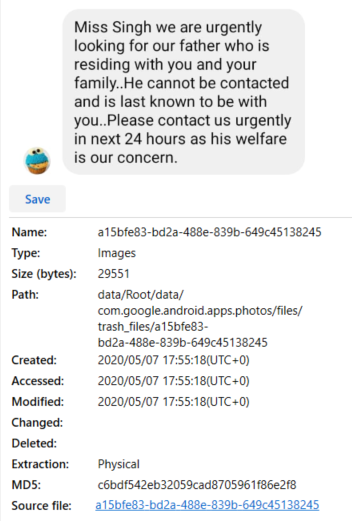 Miss Singh we are urgently
looking for our father who is
residing with you and your
family..He cannot be contacted
and is last known to be with
you..Please contact us urgently
in next 24 hours as his welfare
is our concern.
Save
Name: a15bfe83-bd2a-488e-839b-649c45138245
Type: Images
Size (bytes): 29551
Path: data/Root/data/
com.google.android.apps.photos/files/
trash_files/a15bfe83-
bd2a-488e-839b-649c45138245
Created: 2020/05/07 17:55:18(UTC+0)
Accessed: 2020/05/07 17:55:18(UTC+0)
Modified: 2020/05/07 17:55:18(UTC+0)
Changed:
Deleted:
Extraction: Physical
MD5: c6bdf542eb32059cad8705961f86e2f8
Source file: a15bfe83-bd2a-488e-839b-649c45138245